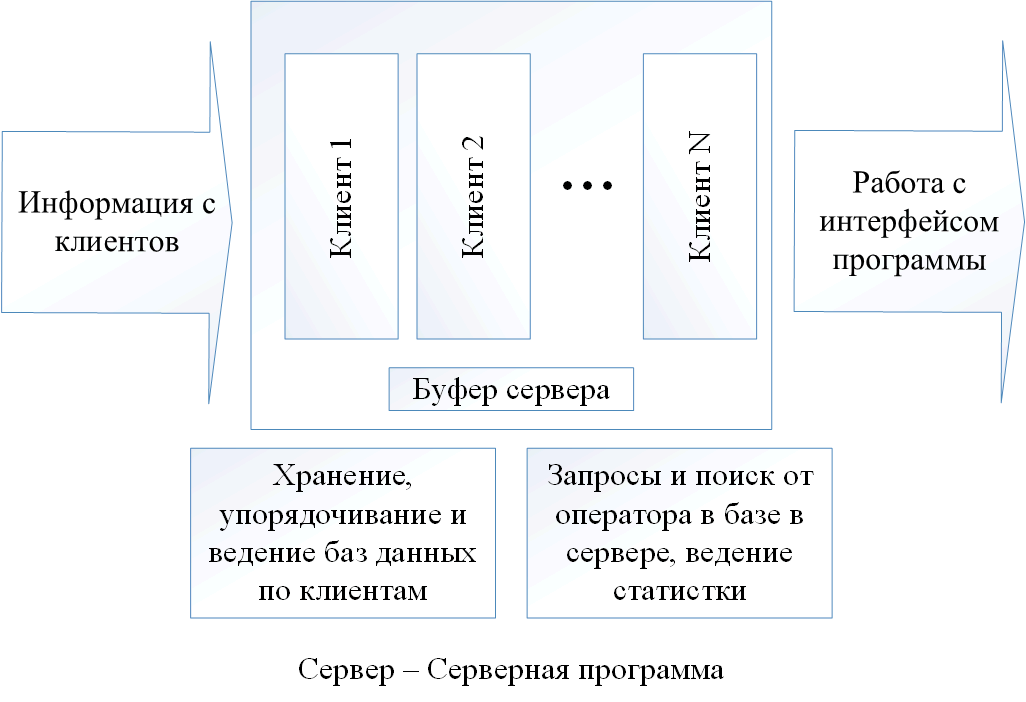 Информация с
клиентов
Клиент 1
Клиент 2
...
Клиент N
Буфер сервера
Работа с
интерфейсом
программы
Хранение,
упорядочивание и
ведение баз данных
по клиентам
Запросы и поиск от
оператора в базе в
сервере, ведение
статистки
Сервер – Серверная программа